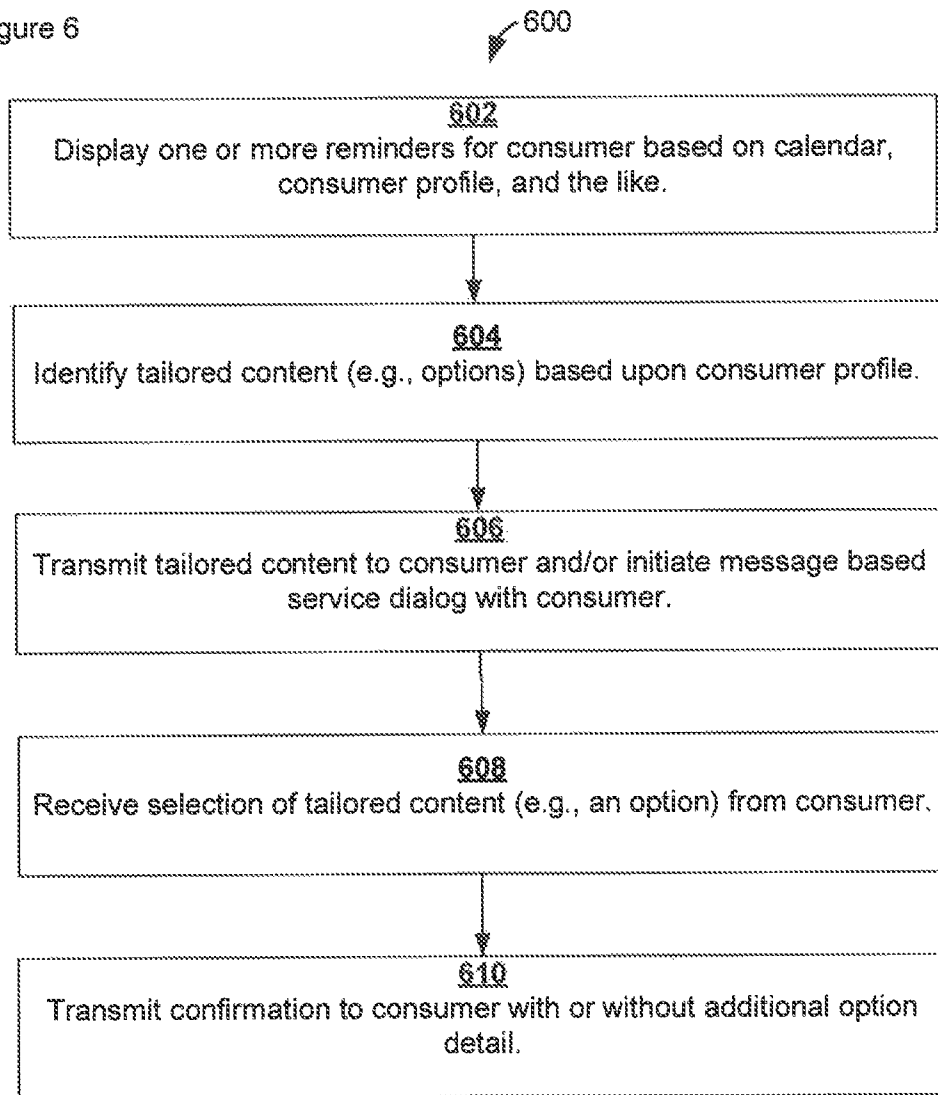 gure 6
600
602
Display one or more reminders for consumer based on calendar,
consumer profile, and the like.
604
Identify tailored content (e.g., options) based upon consumer profile.
606
Transmit tailored content to consumer and/or initiate message based
service dialog with consumer.
608
Receive selection of tailored content (e.g., an option) from consumer.
610
Transmit confirmation to consumer with or without additional option
detail.